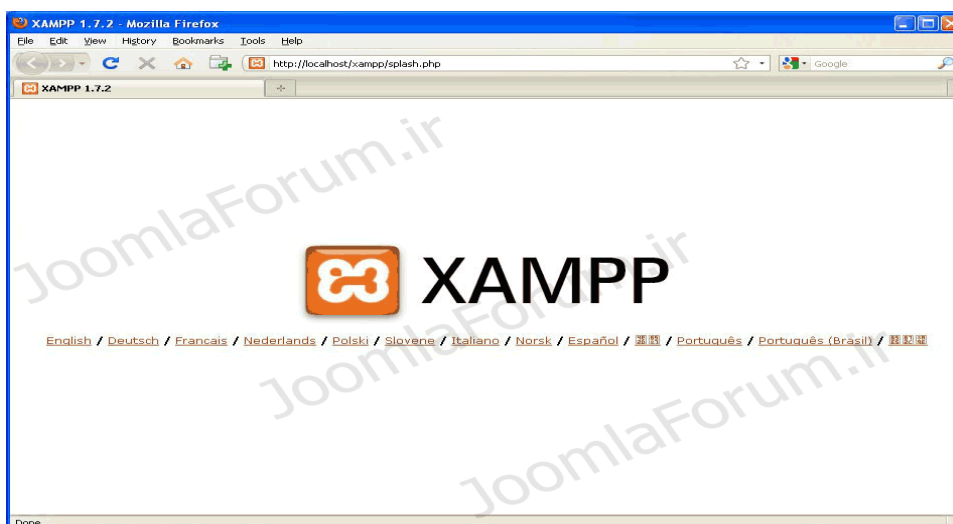 XAMPP 1.7.2 - Mozilla Firefox
File Edit View History Bookmarks Tools Help
http://localhost/xampp/splash.php
Google
XAMPP 1.7.2
JoomlaForum.ir
XAMPP
JoomlaForum.ir
English / Deutsch / Francais / Nederlands / Polski / Slovene / Italiano / Norsk / Español / / Português / Português (Brasil) /
JoomlaForum.ir
Done